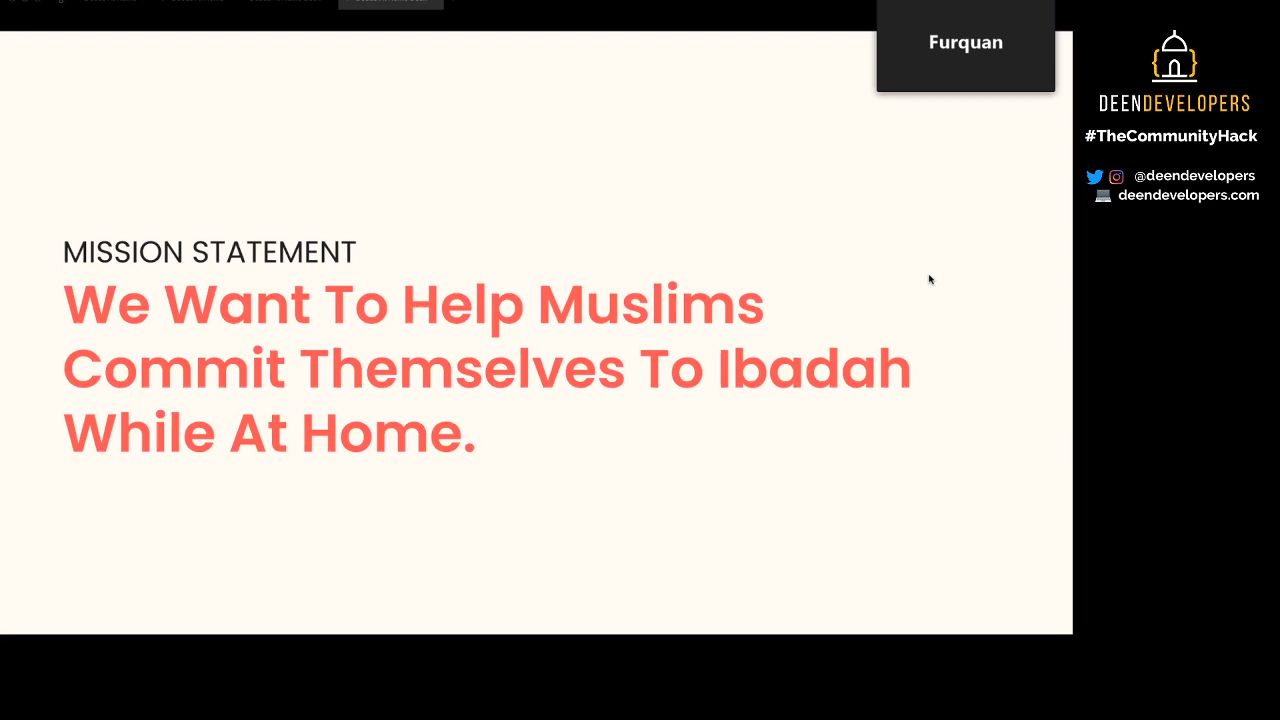 Furquan
DEENDEVELOPERS
#TheCommunityHack
@deendevelopers
deendevelopers.com
MISSION STATEMENT
We Want To Help Muslims
Commit Themselves To Ibadah
While At Home.